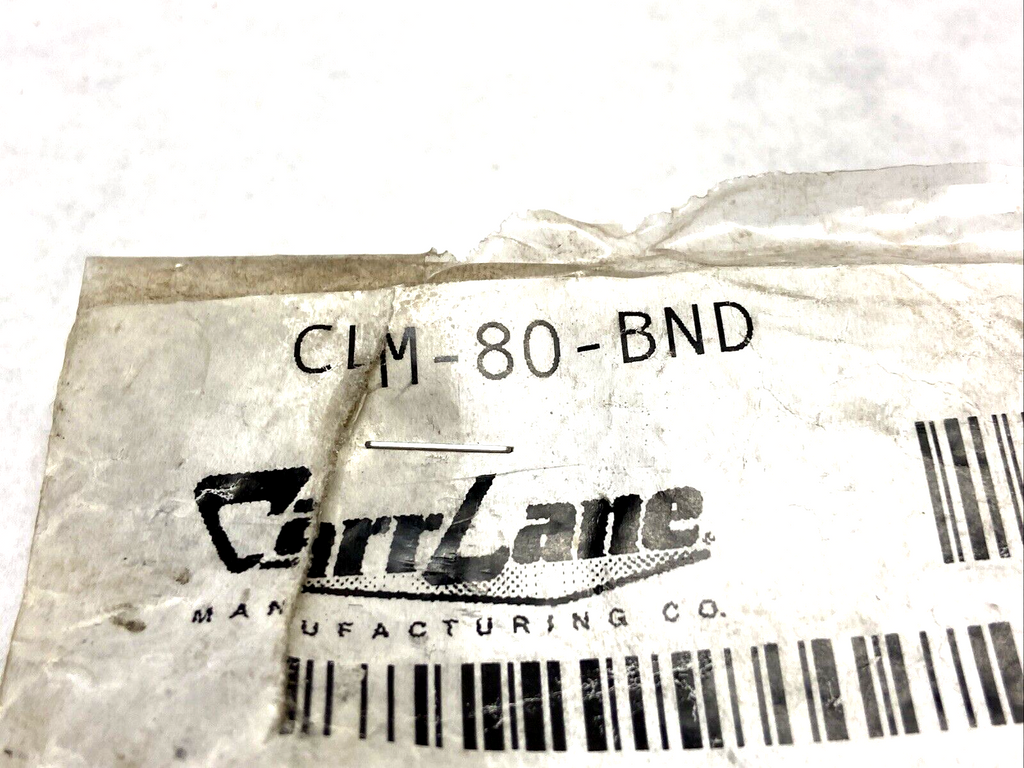 CLM-80-BND
CarrLane
MANUFACTURING CO.